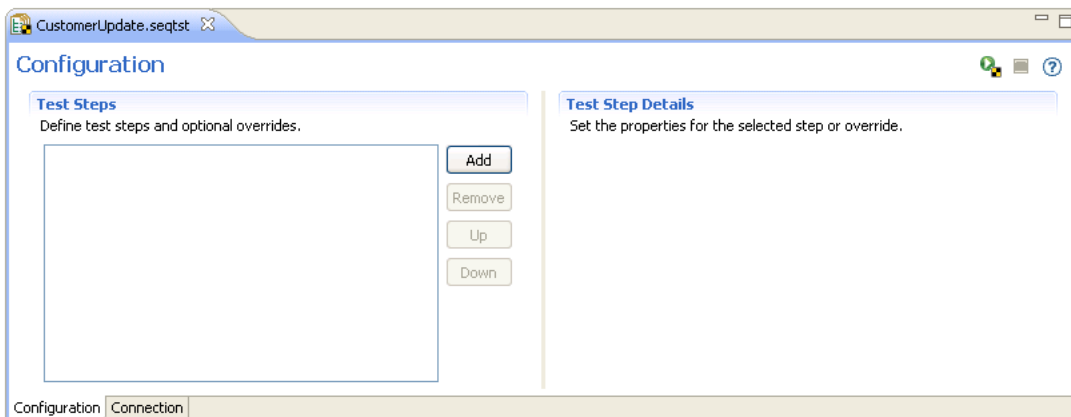 CustomerUpdate.seqtst
Configuration
Test Steps
Define test steps and optional overrides.
Add
Remove
Up
Down
Test Step Details
Set the properties for the selected step or override.
Configuration
Connection